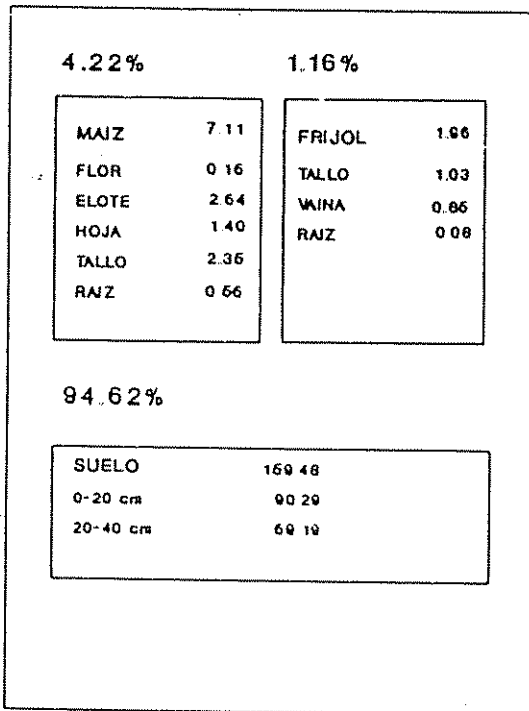 4.22% 1.16%
MAIZ 7.11
FLOR 0.16
ELOTE 2.64
HOJA 1.40
TALLO 2.35
RAIZ 0.56
FRIJOL 1.96
TALLO 1.03
VAINA 0.85
RAIZ 0.08
94.62%
SUELO 159.48
0-20 cm 90.29
20-40 cm 69.19